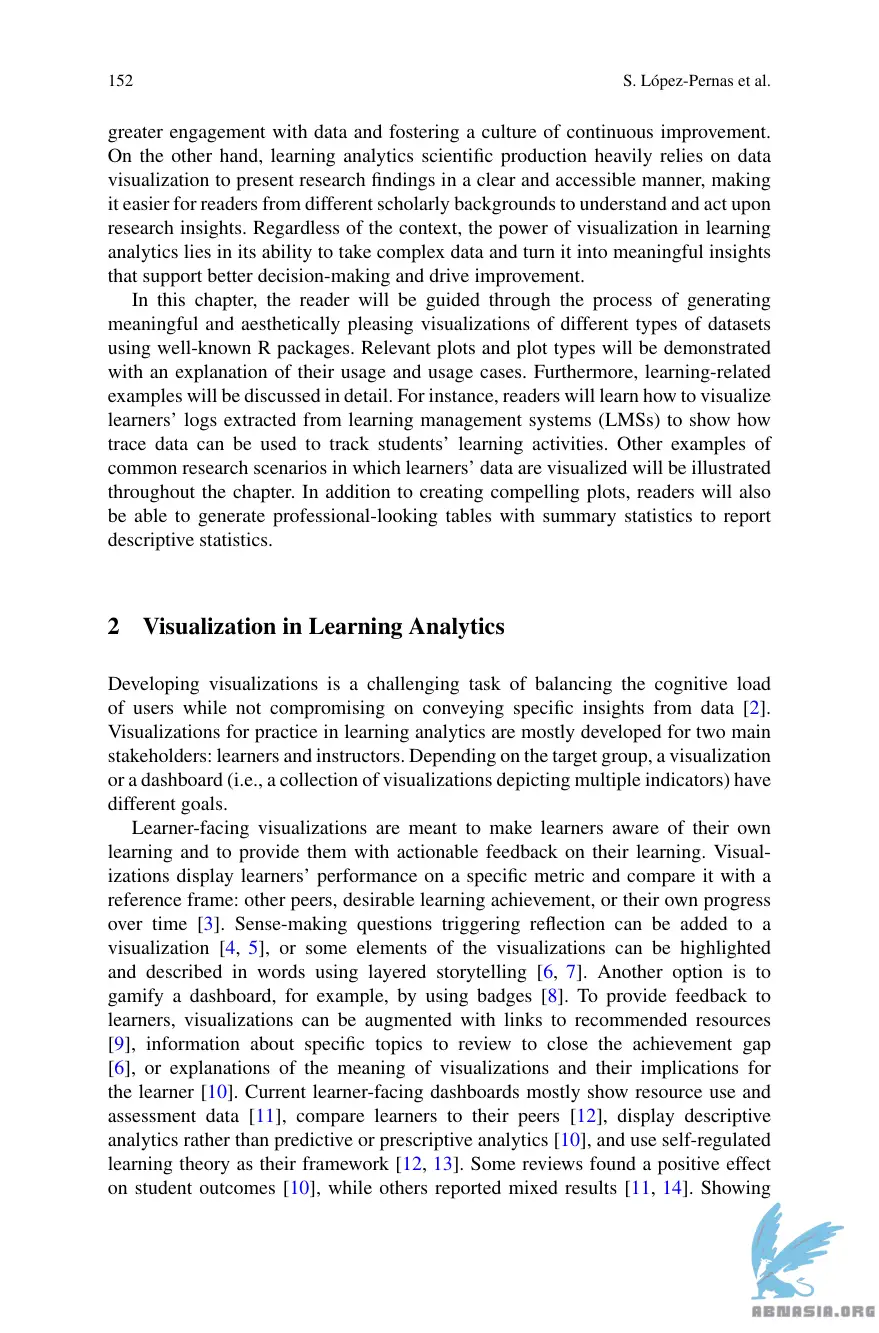 152
S. López-Pernas et al.
greater engagement with data and fostering a culture of continuous improvement.
On the other hand, learning analytics scientific production heavily relies on data
visualization to present research findings in a clear and accessible manner, making
it easier for readers from different scholarly backgrounds to understand and act upon
research insights. Regardless of the context, the power of visualization in learning
analytics lies in its ability to take complex data and turn it into meaningful insights
that support better decision-making and drive improvement.
In this chapter, the reader will be guided through the process of generating
meaningful and aesthetically pleasing visualizations of different types of datasets
using well-known R packages. Relevant plots and plot types will be demonstrated
with an explanation of their usage and usage cases. Furthermore, learning-related
examples will be discussed in detail. For instance, readers will learn how to visualize
learners’ logs extracted from learning management systems (LMSs) to show how
trace data can be used to track students’ learning activities. Other examples of
common research scenarios in which learners’ data are visualized will be illustrated
throughout the chapter. In addition to creating compelling plots, readers will also
be able to generate professional-looking tables with summary statistics to report
descriptive statistics.
2 Visualization in Learning Analytics
Developing visualizations is a challenging task of balancing the cognitive load
of users while not compromising on conveying specific insights from data [2].
Visualizations for practice in learning analytics are mostly developed for two main
stakeholders: learners and instructors. Depending on the target group, a visualization
or a dashboard (i.e., a collection of visualizations depicting multiple indicators) have
different goals.
Learner-facing visualizations are meant to make learners aware of their own
learning and to provide them with actionable feedback on their learning. Visual-
izations display learners’ performance on a specific metric and compare it with a
reference frame: other peers, desirable learning achievement, or their own progress
over time [3]. Sense-making questions triggering reflection can be added to a
visualization [4, 5], or some elements of the visualizations can be highlighted
and described in words using layered storytelling [6, 7]. Another option is to
gamify a dashboard, for example, by using badges [8]. To provide feedback to
learners, visualizations can be augmented with links to recommended resources
[9], information about specific topics to review to close the achievement gap
[6], or explanations of the meaning of visualizations and their implications for
the learner [10]. Current learner-facing dashboards mostly show resource use and
assessment data [11], compare learners to their peers [12], display descriptive
analytics rather than predictive or prescriptive analytics [10], and use self-regulated
learning theory as their framework [12, 13]. Some reviews found a positive effect
on student outcomes [10], while others reported mixed results [11, 14]. Showing
ABNASIA.ORG